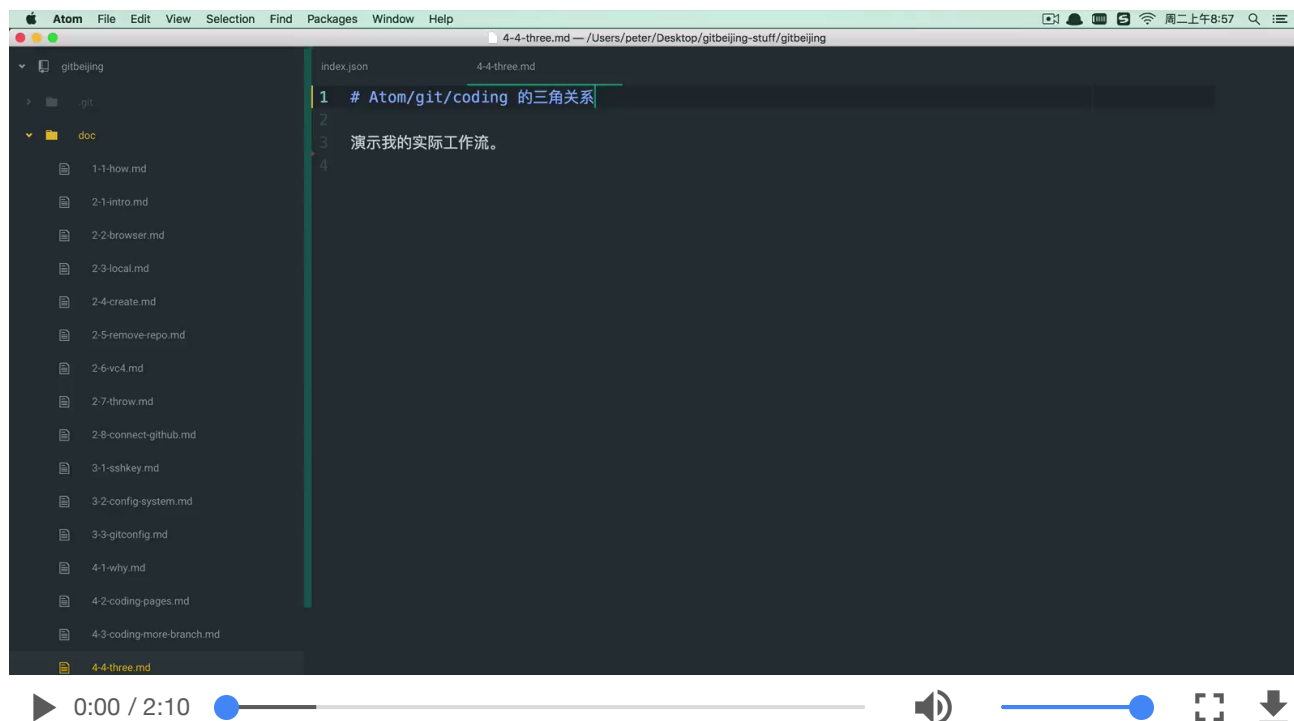 Atom File Edit View Selection Find Packages Window Help 周二上午8:57
4-4-three.md — /Users/peter/Desktop/gitbeijing-stuff/gitbeijing
gitbeijing
.git
doc
1-1-how.md
2-1-intro.md
2-2-browser.md
2-3-local.md
2-4-create.md
2-5-remove-repo.md
2-6-vc4.md
2-7-throw.md
2-8-connect-github.md
3-1-sshkey.md
3-2-config-system.md
3-3-gitconfig.md
4-1-why.md
4-2-coding-pages.md
4-3-coding-more-branch.md
4-4-three.md
index.json 4-4-three.md
1 # Atom/git/coding 的三角关系
2
3 演示我的实际工作流。
4
0:00 / 2:10